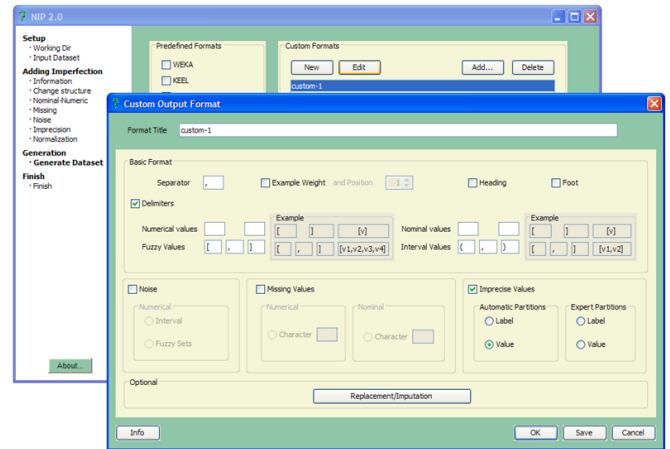 NIP 2.0
Setup
· Working Dir
· Input Dataset
Adding Imperfection
· Information
· Change structure
· Nominal-Numeric
· Missing
· Noise
· Imprecision
· Normalization
Generation
· Generate Dataset
Finish
· Finish
About...
Predefined Formats
WEKA
KEEL
Custom Formats
New Edit Add... Delete
custom-1
Custom Output Format
Format Title custom-1
Basic Format
Separator , Example Weight and Position 1 Heading Foot
Delimiters
Example Example
Numerical values [ ] [v] Nominal values [ ] [v]
Fuzzy Values [ , ] [ , ] [v1,v2,v3,v4] Interval Values ( , ) [ , ] [v1,v2]
Noise Missing Values Imprecise Values
Numerical Numerical Nominal Automatic Partitions Expert Partitions
Interval Character Character Label Label
Fuzzy Sets Value Value
Optional
Replacement/Imputation
Info OK Save Cancel